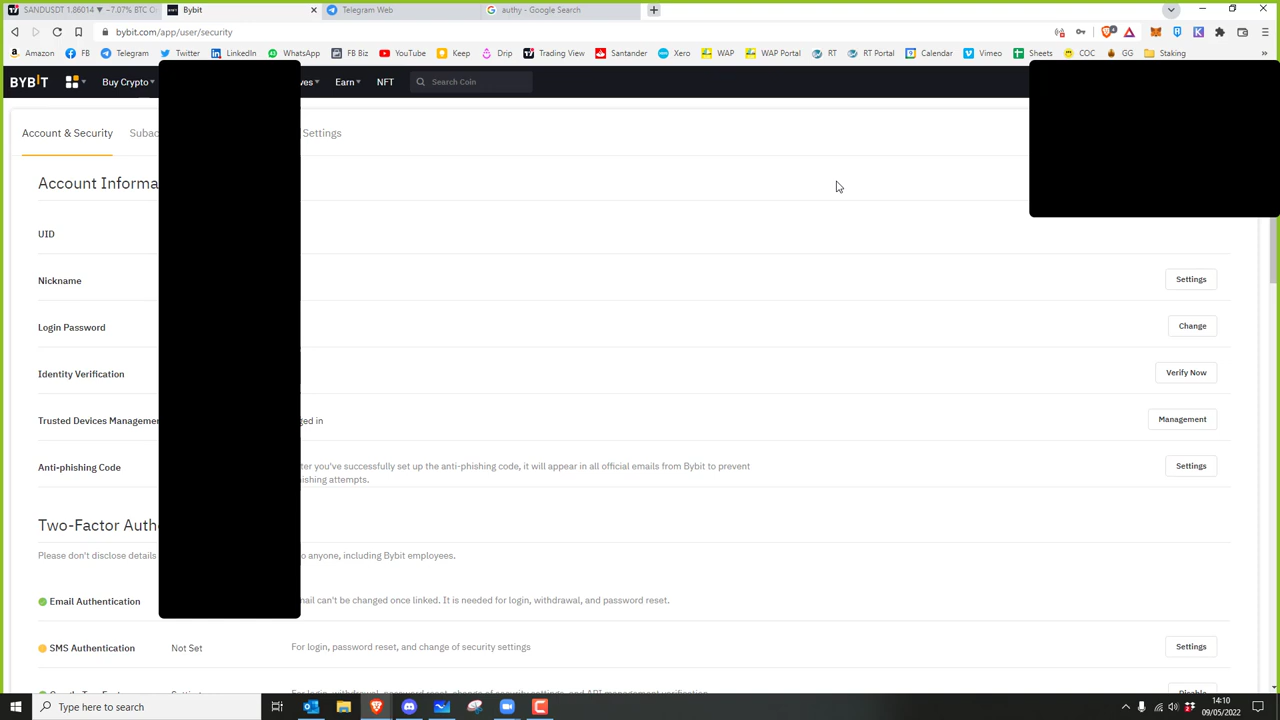 SANDUSDT 1.86014 ▼ −7.07% BTC C
Bybit
Telegram Web
authy - Google Search
bybit.com/app/user/security
Amazon
Calendly
Telegram
Twitter
LinkedIn
WhatsApp
FB Biz
YouTube
Keep
Drip
Trading View
Santander
Xero
WAP
WAP Portal
RT
RT Portal
Calendar
Vimeo
Sheets
COC
GG
Staking
BYBIT
Buy Crypto
ves
Earn
NFT
Search Coin
Account & Security
Subac
Settings
Account Informa
UID
Nickname
Settings
Login Password
Change
Identity Verification
Verify Now
Trusted Devices Managemen
ged in
Management
Anti-phishing Code
ter you've successfully set up the anti-phishing code, it will appear in all official emails from Bybit to prevent
ishing attempts.
Settings
Two-Factor Auth
Please don't disclose details
o anyone, including Bybit employees.
Email Authentication
mail can't be changed once linked. It is needed for login, withdrawal, and password reset.
SMS Authentication
Not Set
For login, password reset, and change of security settings
Settings
Type here to search
14:10
09/05/2022